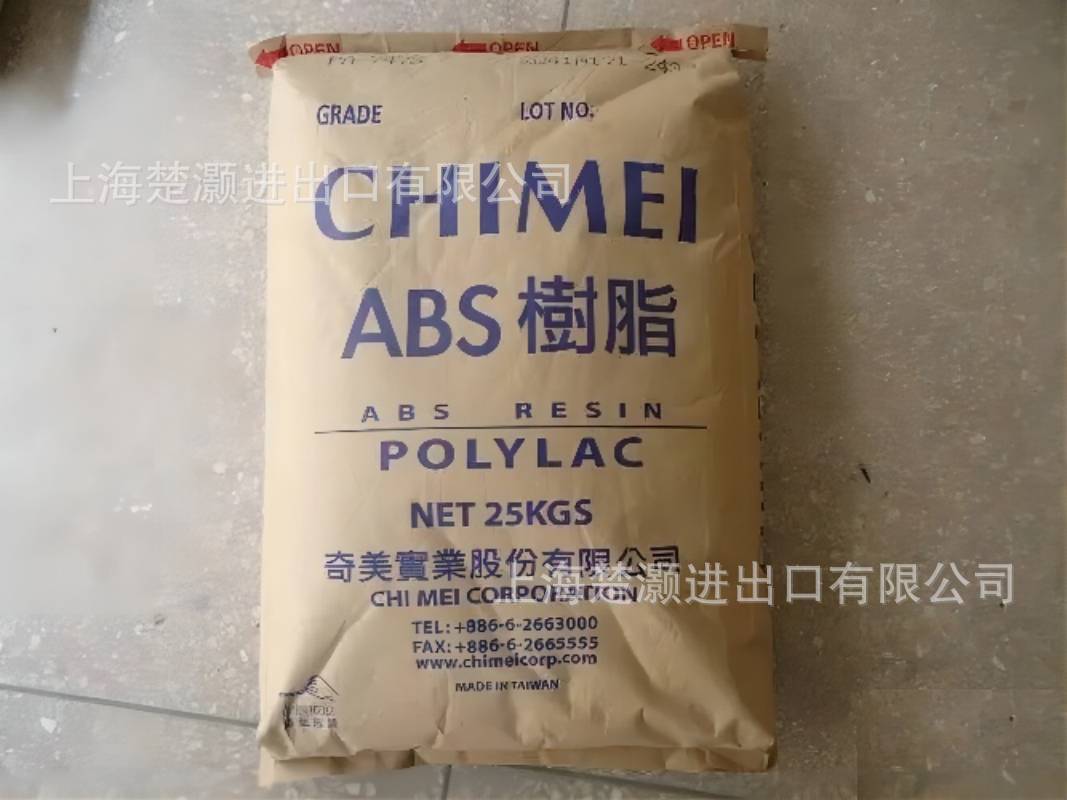 OPEN OPEN OPEN
GRADE LOT NO:
上海楚灏进出口有限公司
CHIMEI
ABS樹脂
ABS RESIN
POLYLAC
NET 25KGS
奇美實業股份有限公司
上海楚灏进出口有限公司
CHI MEI CORPORATION
TEL: +886-6-2663000
FAX: +886-6-2665555
www.chimeicorp.com
MADE IN TAIWAN